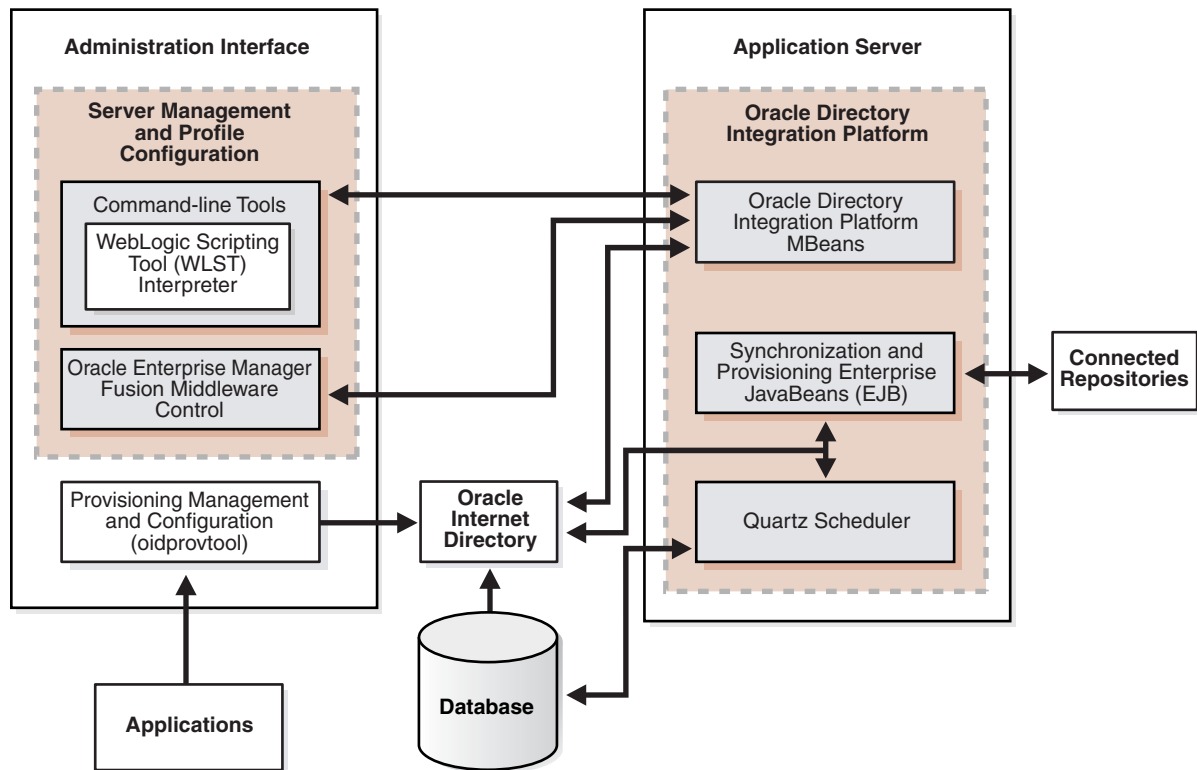 Administration Interface
Server Management
and Profile
Configuration
Command-line Tools
WebLogic Scripting
Tool (WLST)
Interpreter
Oracle Enterprise Manager
Fusion Middleware
Control
Provisioning Management
and Configuration
(oidprovtool)
Applications
Oracle
Internet
Directory
Database
Application Server
Oracle Directory
Integration Platform
Oracle Directory
Integration Platform
MBeans
Synchronization and
Provisioning Enterprise
JavaBeans (EJB)
Quartz Scheduler
Connected
Repositories